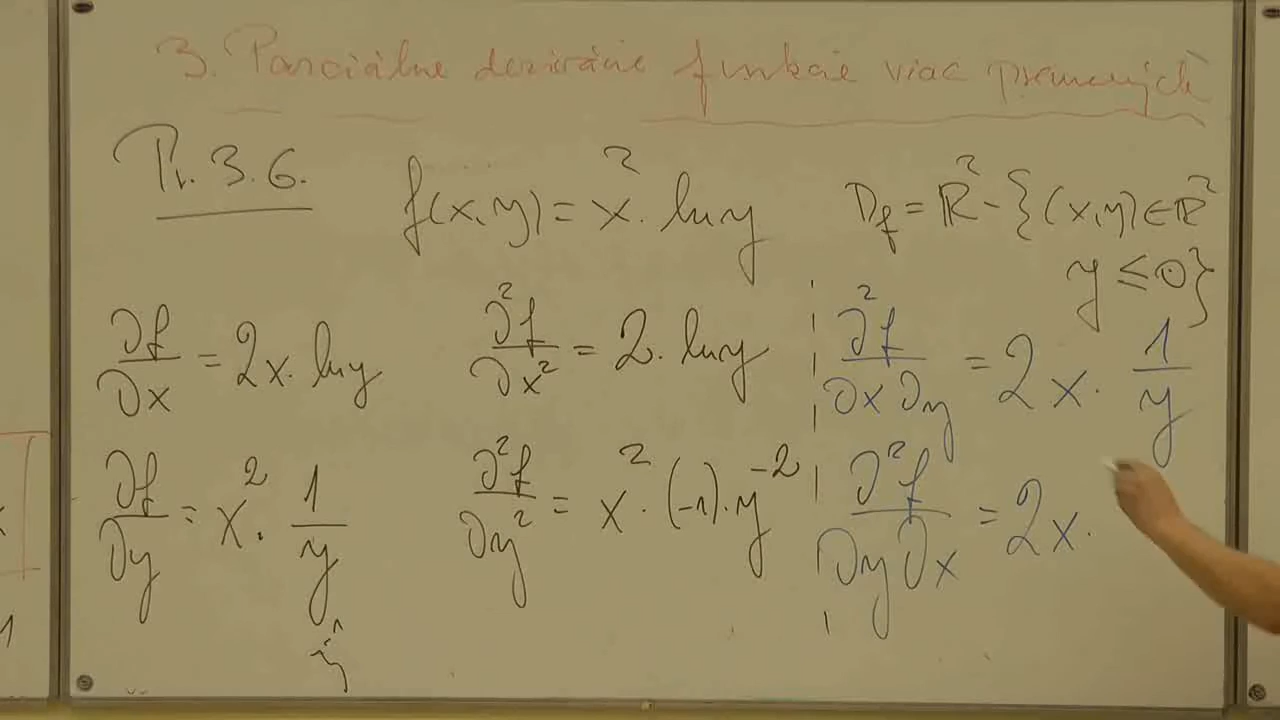 3. Parciálne derivácie funkcie viac premenných
Pr. 3.6. f(x,y) = x². ln y D_f = ℝ² - {(x,y) ∈ ℝ²
y ≤ 0}
∂f/∂x = 2x. ln y ∂²f/∂x² = 2. ln y ∂²f/∂x∂y = 2x. 1/y
∂f/∂y = x². 1/y ∂²f/∂y² = x². (-1). y⁻² ∂²f/∂y∂x = 2x.